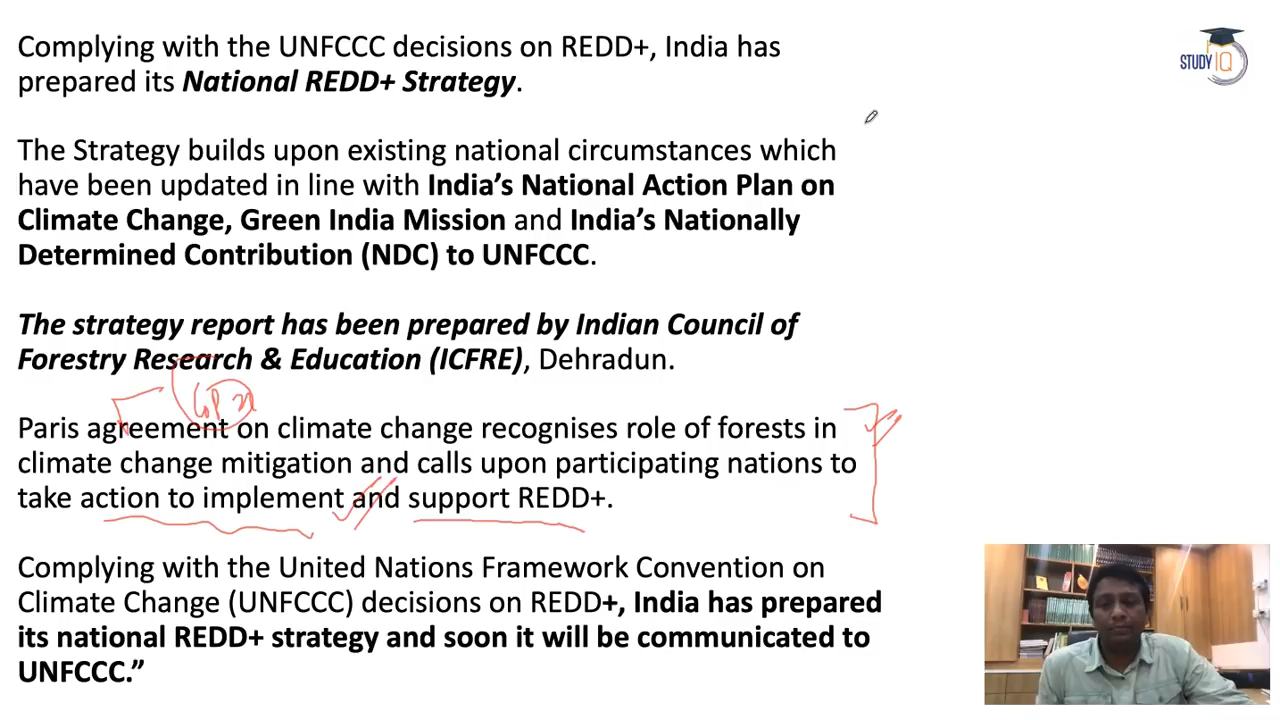 Complying with the UNFCCC decisions on REDD+, India has
prepared its National REDD+ Strategy.
STUDY IQ
The Strategy builds upon existing national circumstances which
have been updated in line with India's National Action Plan on
Climate Change, Green India Mission and India's Nationally
Determined Contribution (NDC) to UNFCCC.
The strategy report has been prepared by Indian Council of
Forestry Research & Education (ICFRE), Dehradun.
COP 21
Paris agreement on climate change recognises role of forests in
climate change mitigation and calls upon participating nations to
take action to implement and support REDD+.
Complying with the United Nations Framework Convention on
Climate Change (UNFCCC) decisions on REDD+, India has prepared
its national REDD+ strategy and soon it will be communicated to
UNFCCC.”